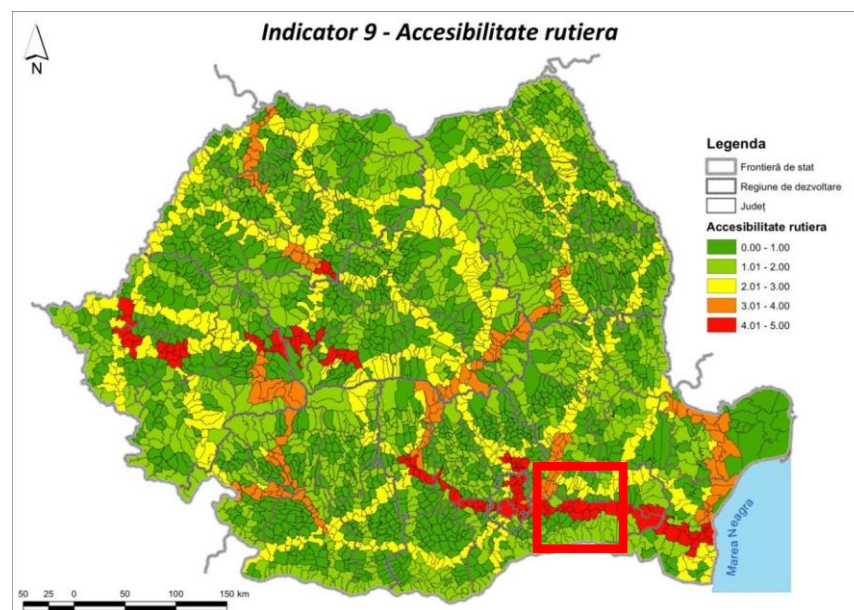 Indicator 9 - Accesibilitate rutiera
N
Legenda
Frontieră de stat
Regiune de dezvoltare
Județ
Accesibilitate rutiera
0.00 - 1.00
1.01 - 2.00
2.01 - 3.00
3.01 - 4.00
4.01 - 5.00
Marea Neagra
50 25 0 50 100 150 km